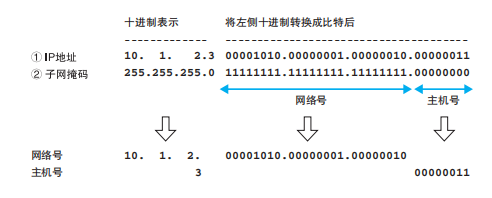 十进制表示 将左侧十进制转换成比特后
------------- -----------------------------------
① IP地址 10. 1. 2.3 00001010.00000001.00000010.00000011
② 子网掩码 255.255.255.0 11111111.11111111.11111111.00000000
网络号 主机号
网络号 10. 1. 2. 00001010.00000001.00000010
主机号 3 00000011